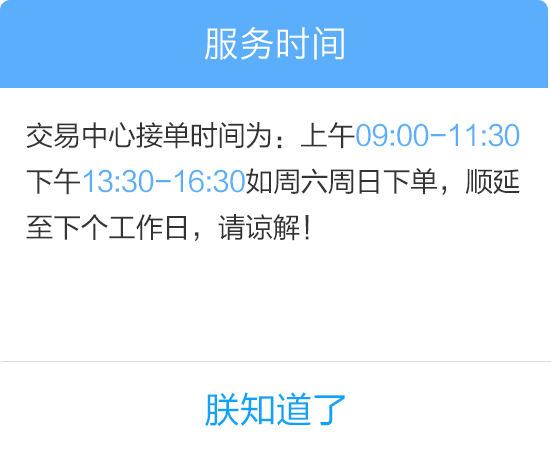 服务时间
交易中心接单时间为：上午09:00-11:30
下午13:30-16:30如周六周日下单，顺延
至下个工作日，请谅解！
朕知道了